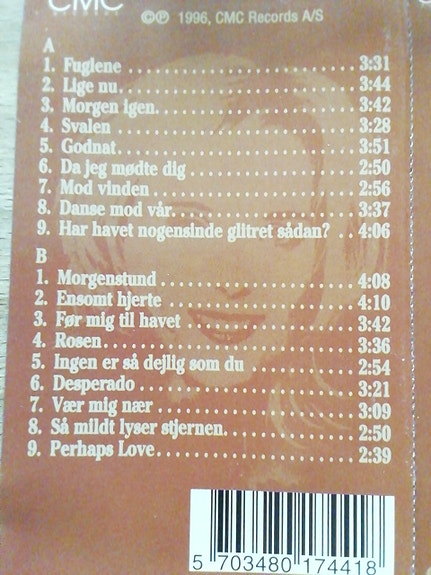 CMC
©℗ 1996, CMC Records A/S
A
1. Fuglene 3:31
2. Lige nu 3:44
3. Morgen igen 3:42
4. Svalen 3:28
5. Godnat 3:51
6. Da jeg mødte dig 2:50
7. Mod vinden 2:56
8. Danse mod vår 3:37
9. Har havet nogensinde glitret sådan? 4:06
B
1. Morgenstund 4:08
2. Ensomt hjerte 4:10
3. Før mig til havet 3:42
4. Rosen 3:36
5. Ingen er så dejlig som du 2:54
6. Desperado 3:21
7. Vær mig nær 3:09
8. Så mildt lyser stjernen 2:50
9. Perhaps Love 2:39
5 703480 174418